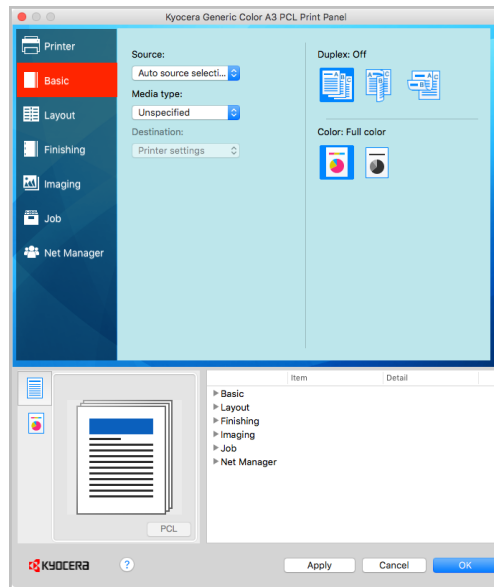 Kyocera Generic Color A3 PCL Print Panel
Printer
Basic
Layout
Finishing
Imaging
Job
Net Manager
Source:
Auto source selecti...
Media type:
Unspecified
Destination:
Printer settings
Duplex: Off
Color: Full color
Item Detail
Basic
Layout
Finishing
Imaging
Job
Net Manager
PCL
KYOCERA
?
Apply Cancel OK